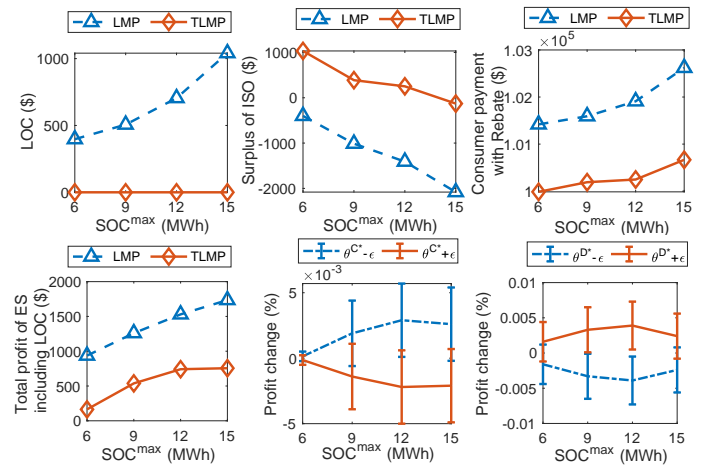 LMP TLMP
LOC ($)
1000
500
0
6 9 12 15
SOC^max (MWh)
LMP TLMP
Surplus of ISO ($)
1000
0
-1000
-2000
6 9 12 15
SOC^max (MWh)
LMP TLMP
×10^5
Consumer payment
with Rebate ($)
1.03
1.02
1.01
1
6 9 12 15
SOC^max (MWh)
LMP TLMP
Total profit of ES
including LOC ($)
2000
1500
1000
500
0
6 9 12 15
SOC^max (MWh)
θ^C*-ϵ θ^C*+ϵ
×10^-3
Profit change (%)
5
0
-5
6 9 12 15
SOC^max (MWh)
θ^D*-ϵ θ^D*+ϵ
Profit change (%)
0.01
0.005
0
-0.005
-0.01
6 9 12 15
SOC^max (MWh)